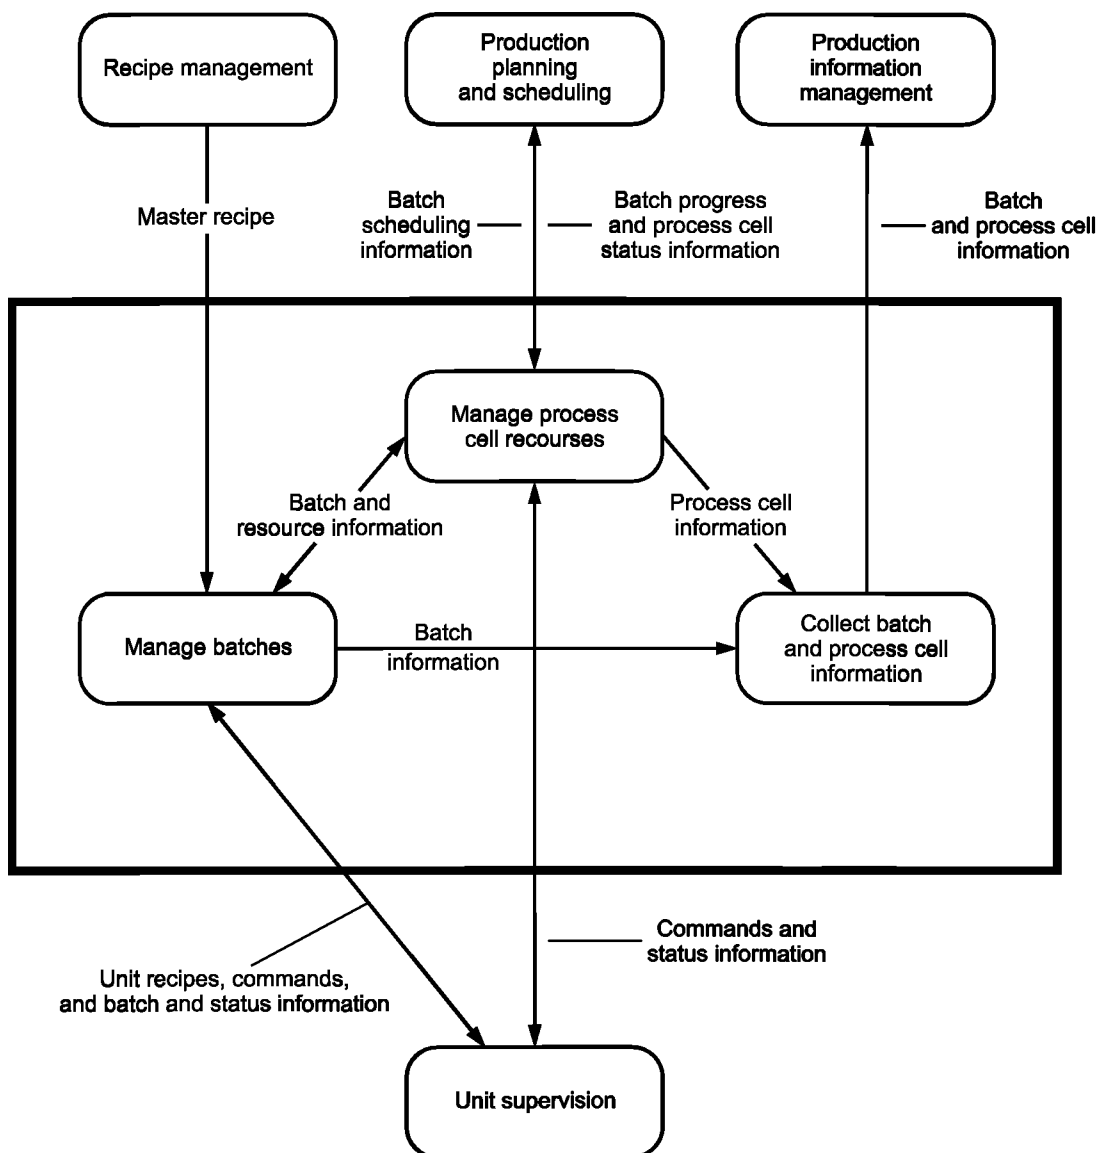 Recipe management
Production
planning
and scheduling
Production
information
management
Master recipe
Batch
scheduling
information
Batch progress
and process cell
status information
Batch
and process cell
information
Manage process
cell recourses
Batch and
resource information
Process cell
information
Manage batches
Batch
information
Collect batch
and process cell
information
Commands and
status information
Unit recipes, commands,
and batch and status information
Unit supervision